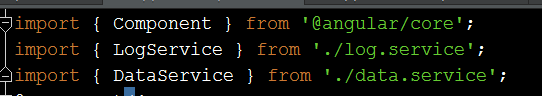 import { Component } from '@angular/core';
import { LogService } from './log.service';
import { DataService } from './data.service';